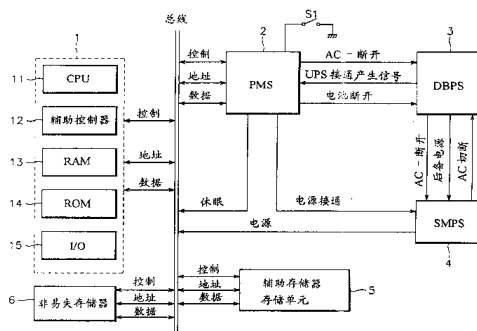 总线
1
11
CPU
12
辅助控制器
13
RAM
14
ROM
15
I/O
6
非易失存储器
控制
地址
数据
控制
地址
数据
控制
地址
数据
2
PMS
S1
AC-断开
UPS接通产生信号
电池断开
3
DBPS
AC-断开
后备电源
AC切断
SMPS
4
休眠
电源接通
电源
控制
地址
数据
辅助存储器
存储单元
5